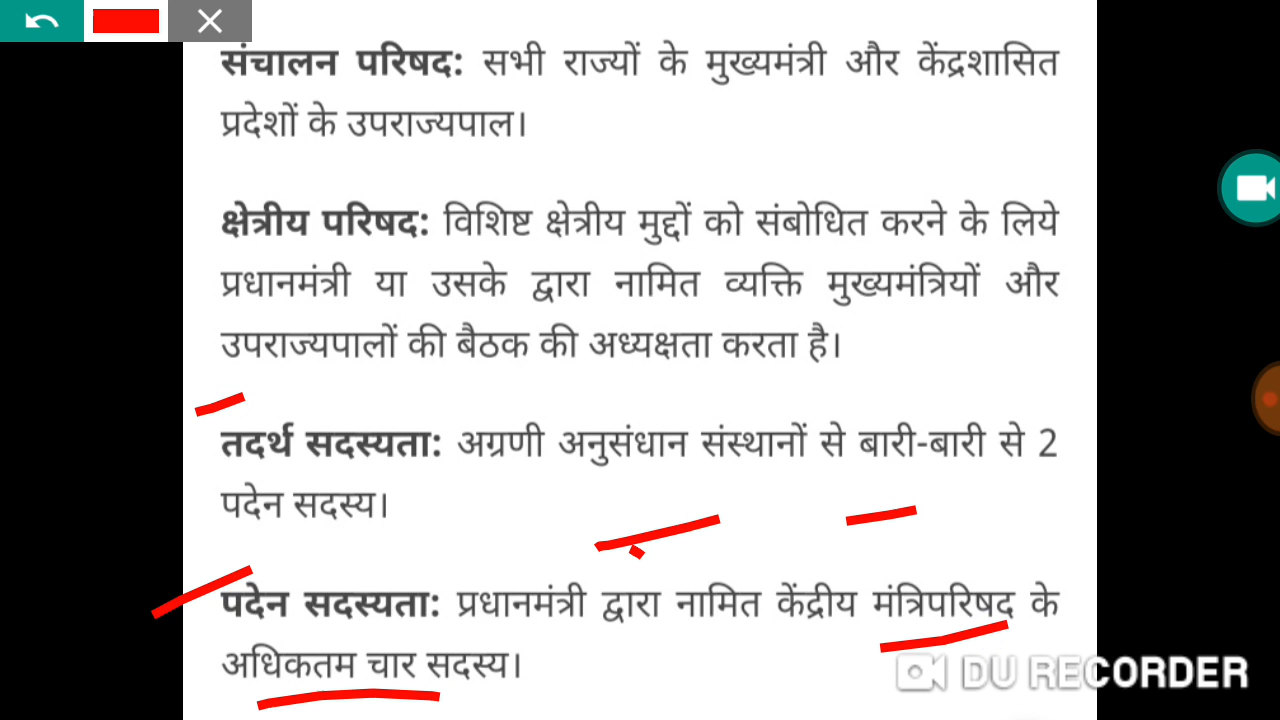 संचालन परिषद: सभी राज्यों के मुख्यमंत्री और केंद्रशासित
प्रदेशों के उपराज्यपाल।
क्षेत्रीय परिषद: विशिष्ट क्षेत्रीय मुद्दों को संबोधित करने के लिये
प्रधानमंत्री या उसके द्वारा नामित व्यक्ति मुख्यमंत्रियों और
उपराज्यपालों की बैठक की अध्यक्षता करता है।
तदर्थ सदस्यता: अग्रणी अनुसंधान संस्थानों से बारी-बारी से 2
पदेन सदस्य।
पदेन सदस्यता: प्रधानमंत्री द्वारा नामित केंद्रीय मंत्रिपरिषद के
अधिकतम चार सदस्य।
DU RECORDER